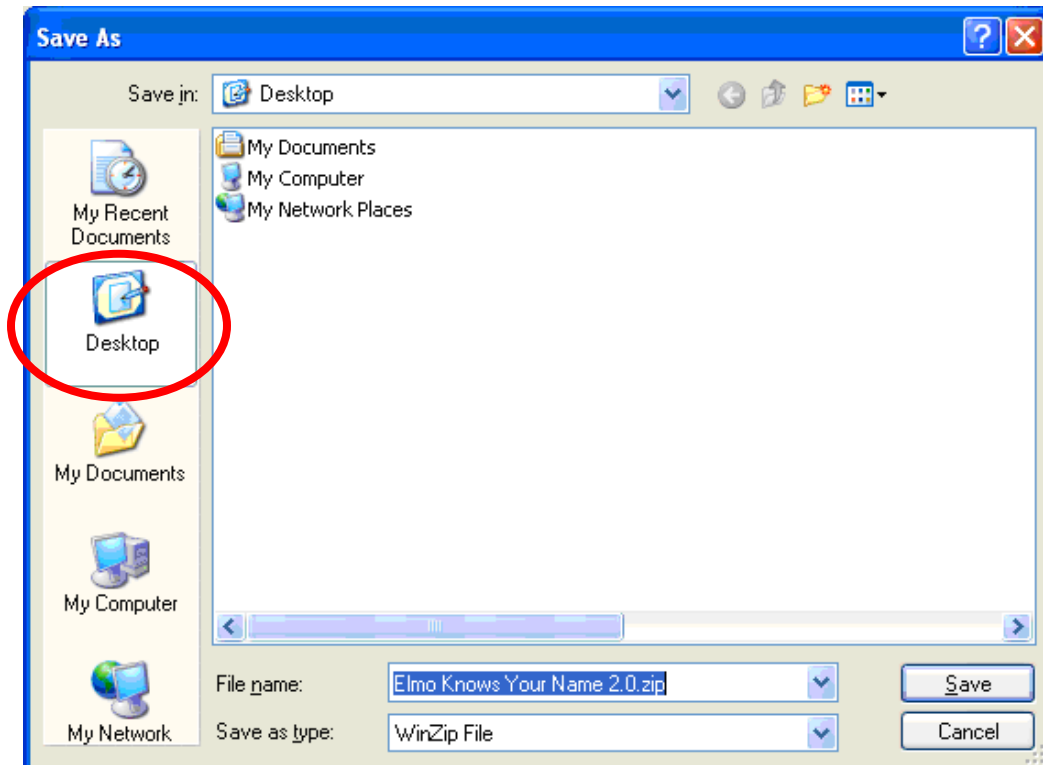 Save As
Save in:
Desktop
My Recent
Documents
Desktop
My Documents
My Computer
My Network
My Documents
My Computer
My Network Places
File name:
Elmo Knows Your Name 2.0.zip
Save
Save as type:
WinZip File
Cancel